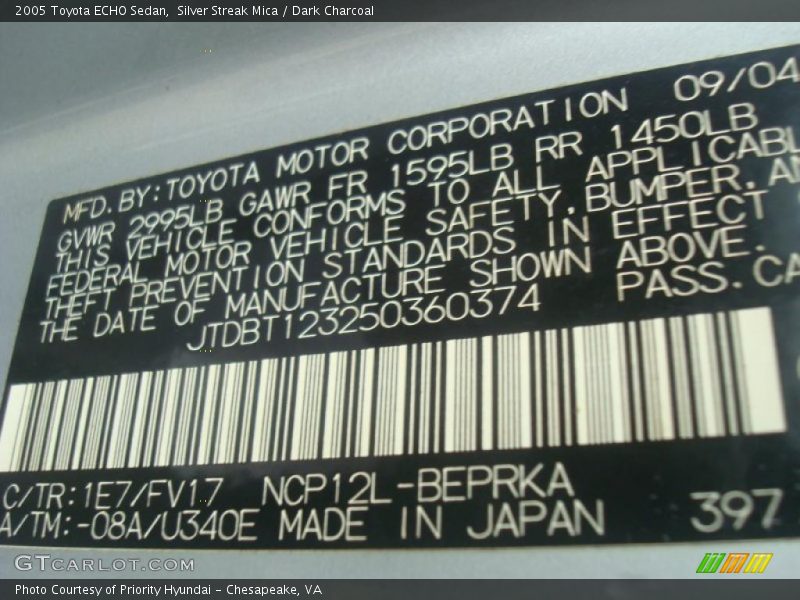 2005 Toyota ECHO Sedan, Silver Streak Mica / Dark Charcoal
MFD. BY: TOYOTA MOTOR CORPORATION 09/04
GVWR 2995LB GAWR FR 1595LB RR 1450LB
THIS VEHICLE CONFORMS TO ALL APPLICABL
FEDERAL MOTOR VEHICLE SAFETY, BUMPER, AN
THEFT PREVENTION STANDARDS IN EFFECT
THE DATE OF MANUFACTURE SHOWN ABOVE.
JTDBT123250360374 PASS. CA
C/TR: 1E7/FV17 NCP12L-BEPRKA
A/TM: -08A/U340E MADE IN JAPAN 397
GTCARLOT.COM
Photo Courtesy of Priority Hyundai - Chesapeake, VA